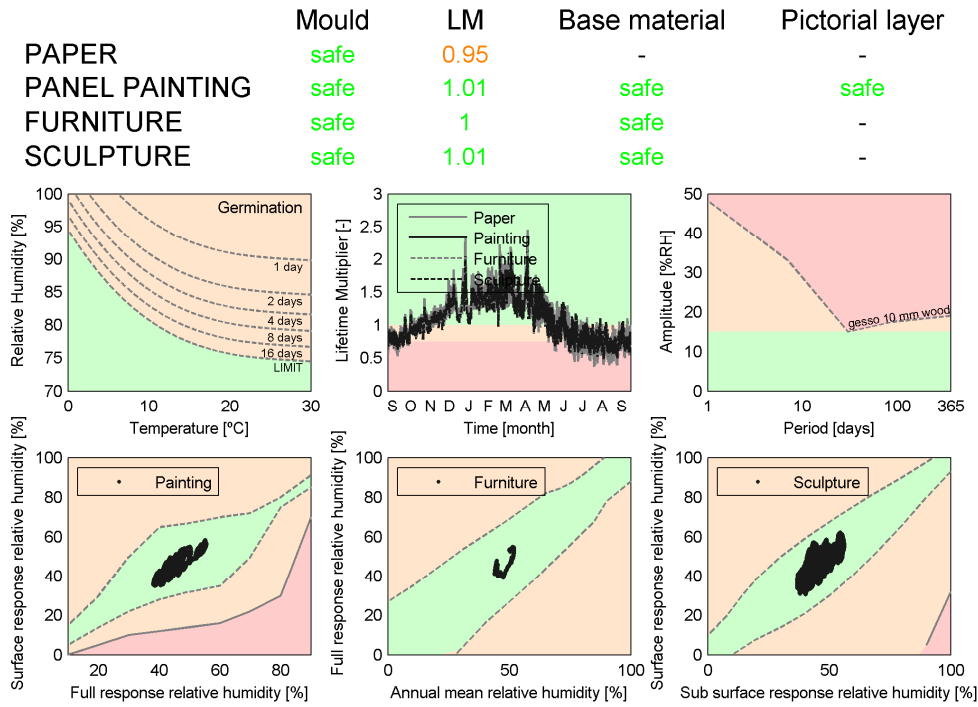 Mould LM Base material Pictorial layer
PAPER safe 0.95 - -
PANEL PAINTING safe 1.01 safe safe
FURNITURE safe 1 safe -
SCULPTURE safe 1.01 safe -
Relative Humidity [%]
100
95
90
85
80
75
70
Germination
1 day
2 days
4 days
8 days
16 days
LIMIT
0 10 20 30
Temperature [ºC]
Lifetime Multiplier [-]
3
2.5
2
1.5
1
0.5
0
Paper
Painting
Furniture
Sculpture
S O N D J F M A M J J A S
Time [month]
Amplitude [%RH]
50
40
30
20
10
0
gesso 10 mm wood
1 10 100 365
Period [days]
Surface response relative humidity [%]
100
80
60
40
20
0
Painting
20 40 60 80
Full response relative humidity [%]
Full response relative humidity [%]
100
80
60
40
20
0
Furniture
0 50 100
Annual mean relative humidity [%]
Surface response relative humidity [%]
100
80
60
40
20
0
Sculpture
0 50 100
Sub surface response relative humidity [%]